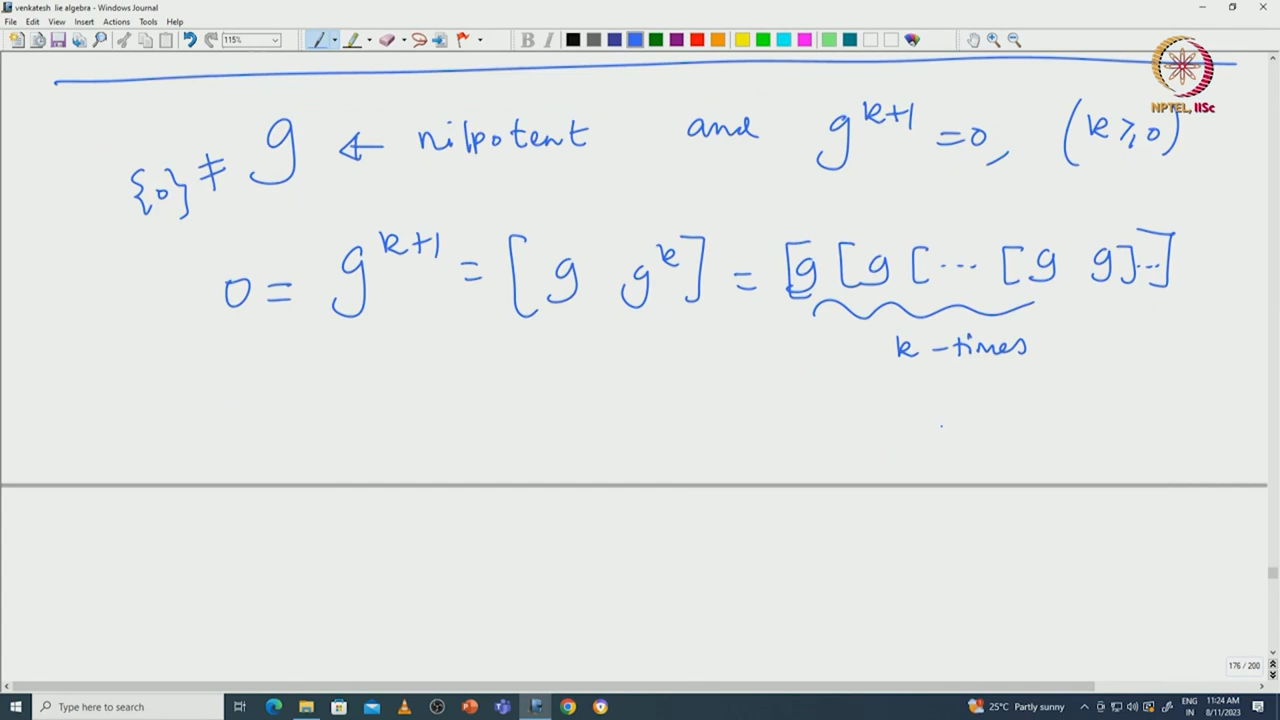 venkatesh lie algebra - Windows Journal
File Edit View Insert Actions Tools Help
115%
B I
NPTEL, IISc
{0} ≠ g ← nilpotent and g^{k+1} = 0, (k ≥ 0)
0 = g^{k+1} = [g g^k] = [g [g [... [g g]...]]
k - times
176 / 200
Type here to search
25°C Partly sunny
ENG
IN
11:24 AM
8/11/2023